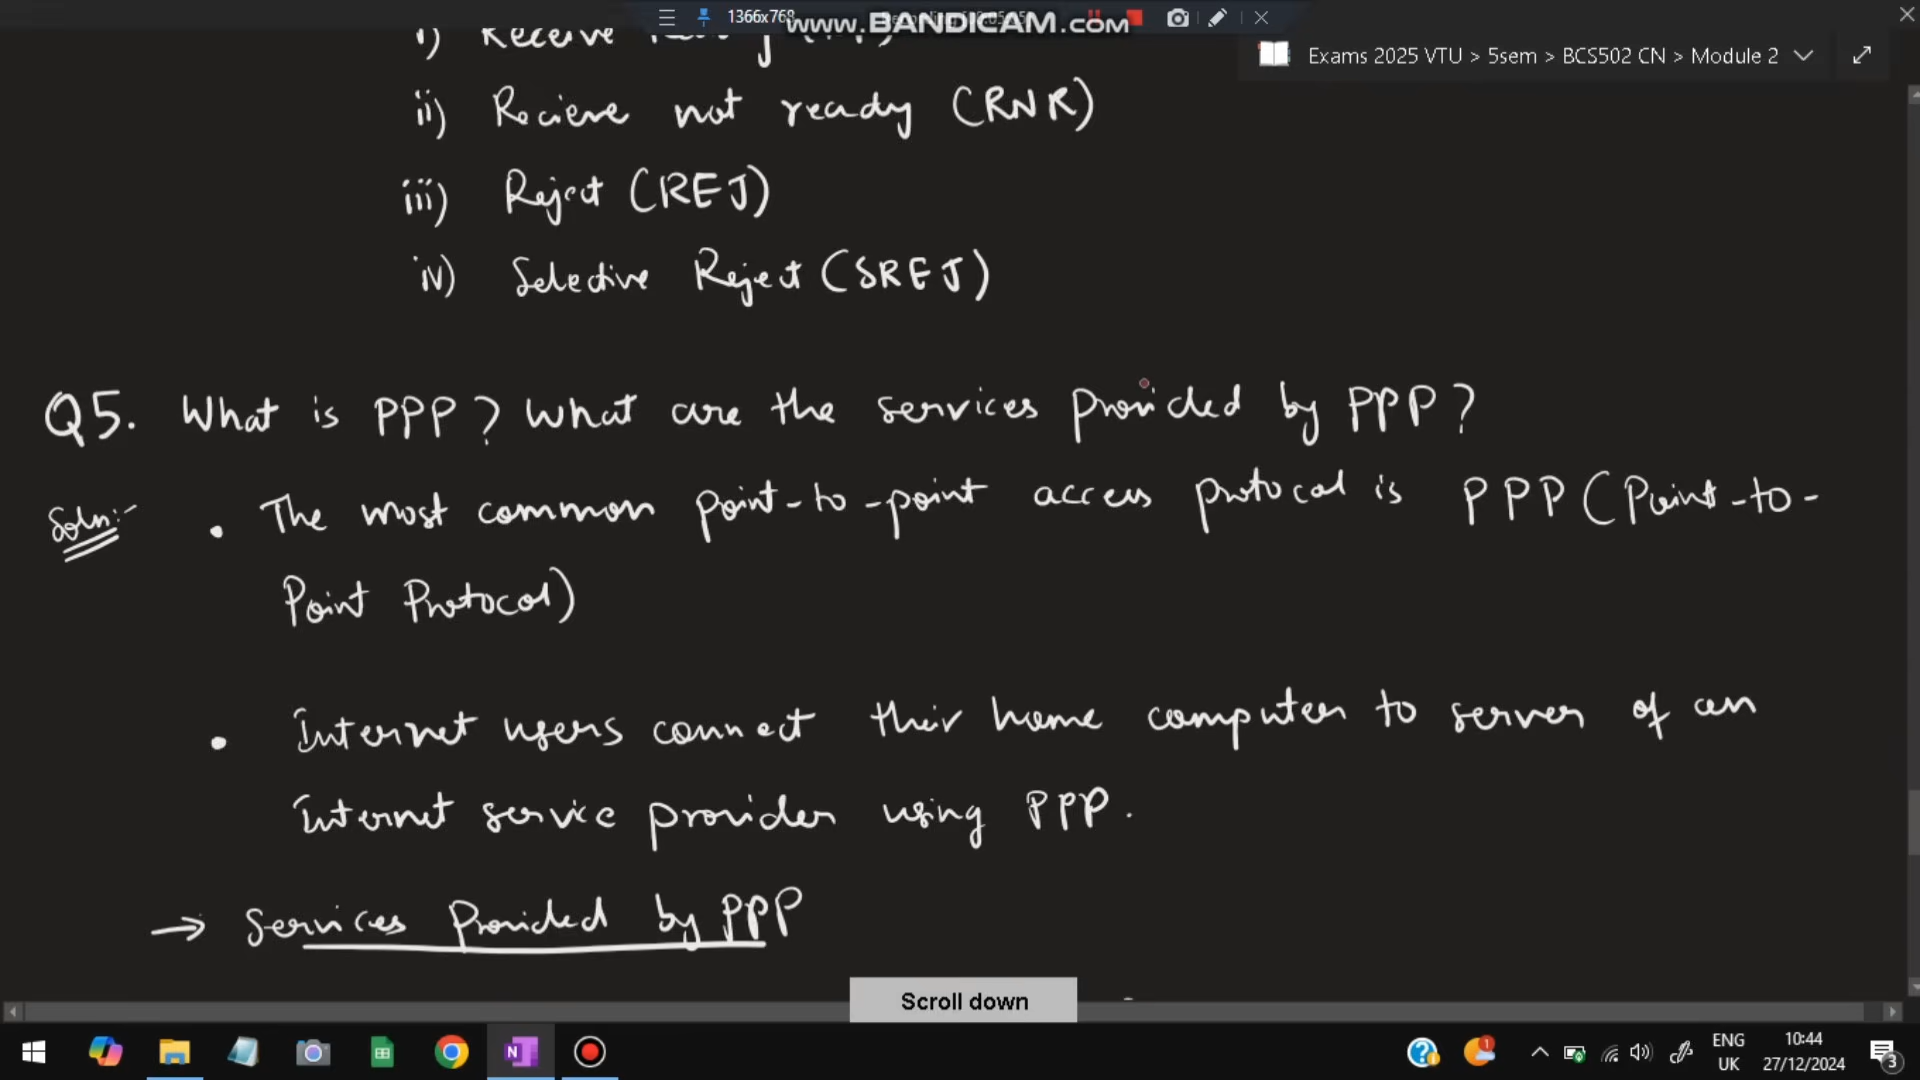 1366x768
www.BANDICAM.com
Exams 2025 VTU > 5sem > BCS502 CN > Module 2
i) Receive
ii) Recieve not ready (RNR)
iii) Reject (REJ)
iv) Selective Reject (SREJ)
Q5. What is PPP? What are the services provided by PPP?
Soln:- • The most common point-to-point access protocol is PPP (Point-to-
Point Protocol)
• Internet users connect their home computer to server of an
Internet service provider using PPP.
→ Services Provided by PPP
Scroll down
ENG
UK
10:44
27/12/2024
3